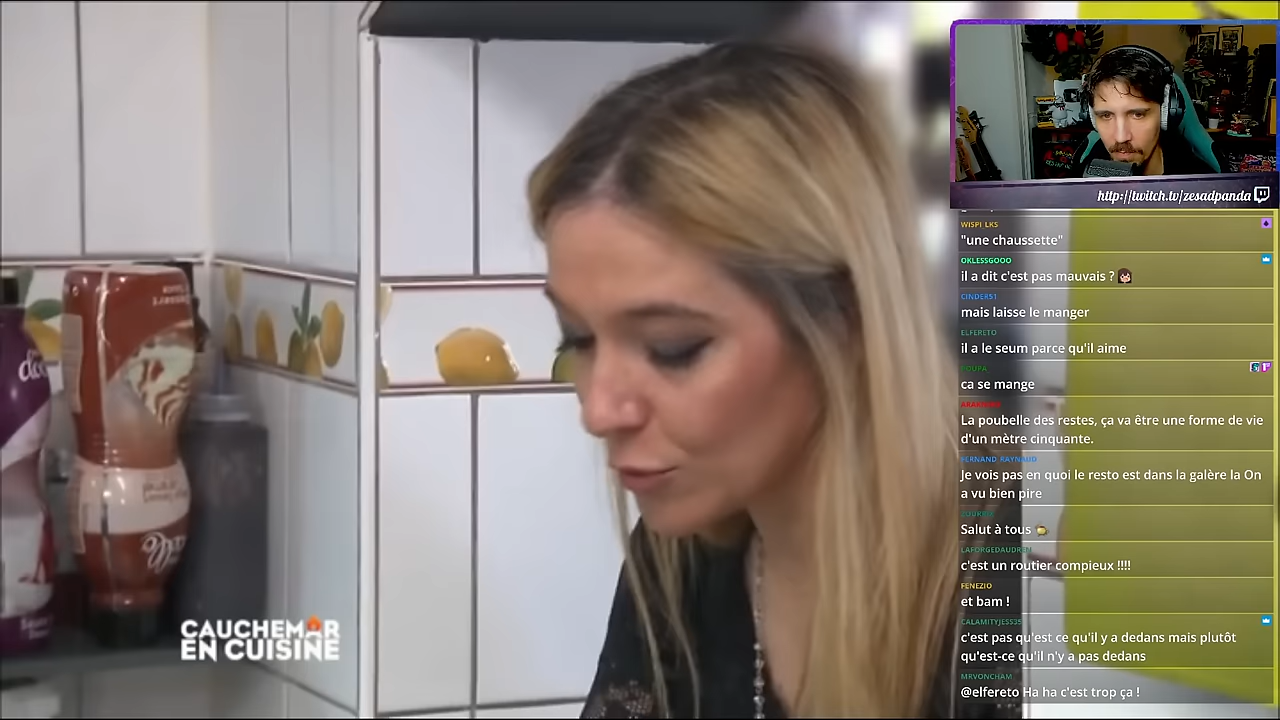 http://twitch.tv/zesadpanda
WISPI_LKS
"une chaussette"
OKLESSGOOO
il a dit c'est pas mauvais ?
CINDER51
mais laisse le manger
ELFERETO
il a le seum parce qu'il aime
ca se mange
La poubelle des restes, ça va être une forme de vie
d'un mètre cinquante.
FERNAND_RAYNAUD
Je vois pas en quoi le resto est dans la galère la On
a vu bien pire
Salut à tous
c'est un routier compieux !!!!
FENEZIO
et bam !
CALAMITYJESS35
c'est pas qu'est ce qu'il y a dedans mais plutôt
qu'est-ce qu'il n'y a pas dedans
MRVONCHAM
@elfereto Ha ha c'est trop ça !
CAUCHEMAR
EN CUISINE